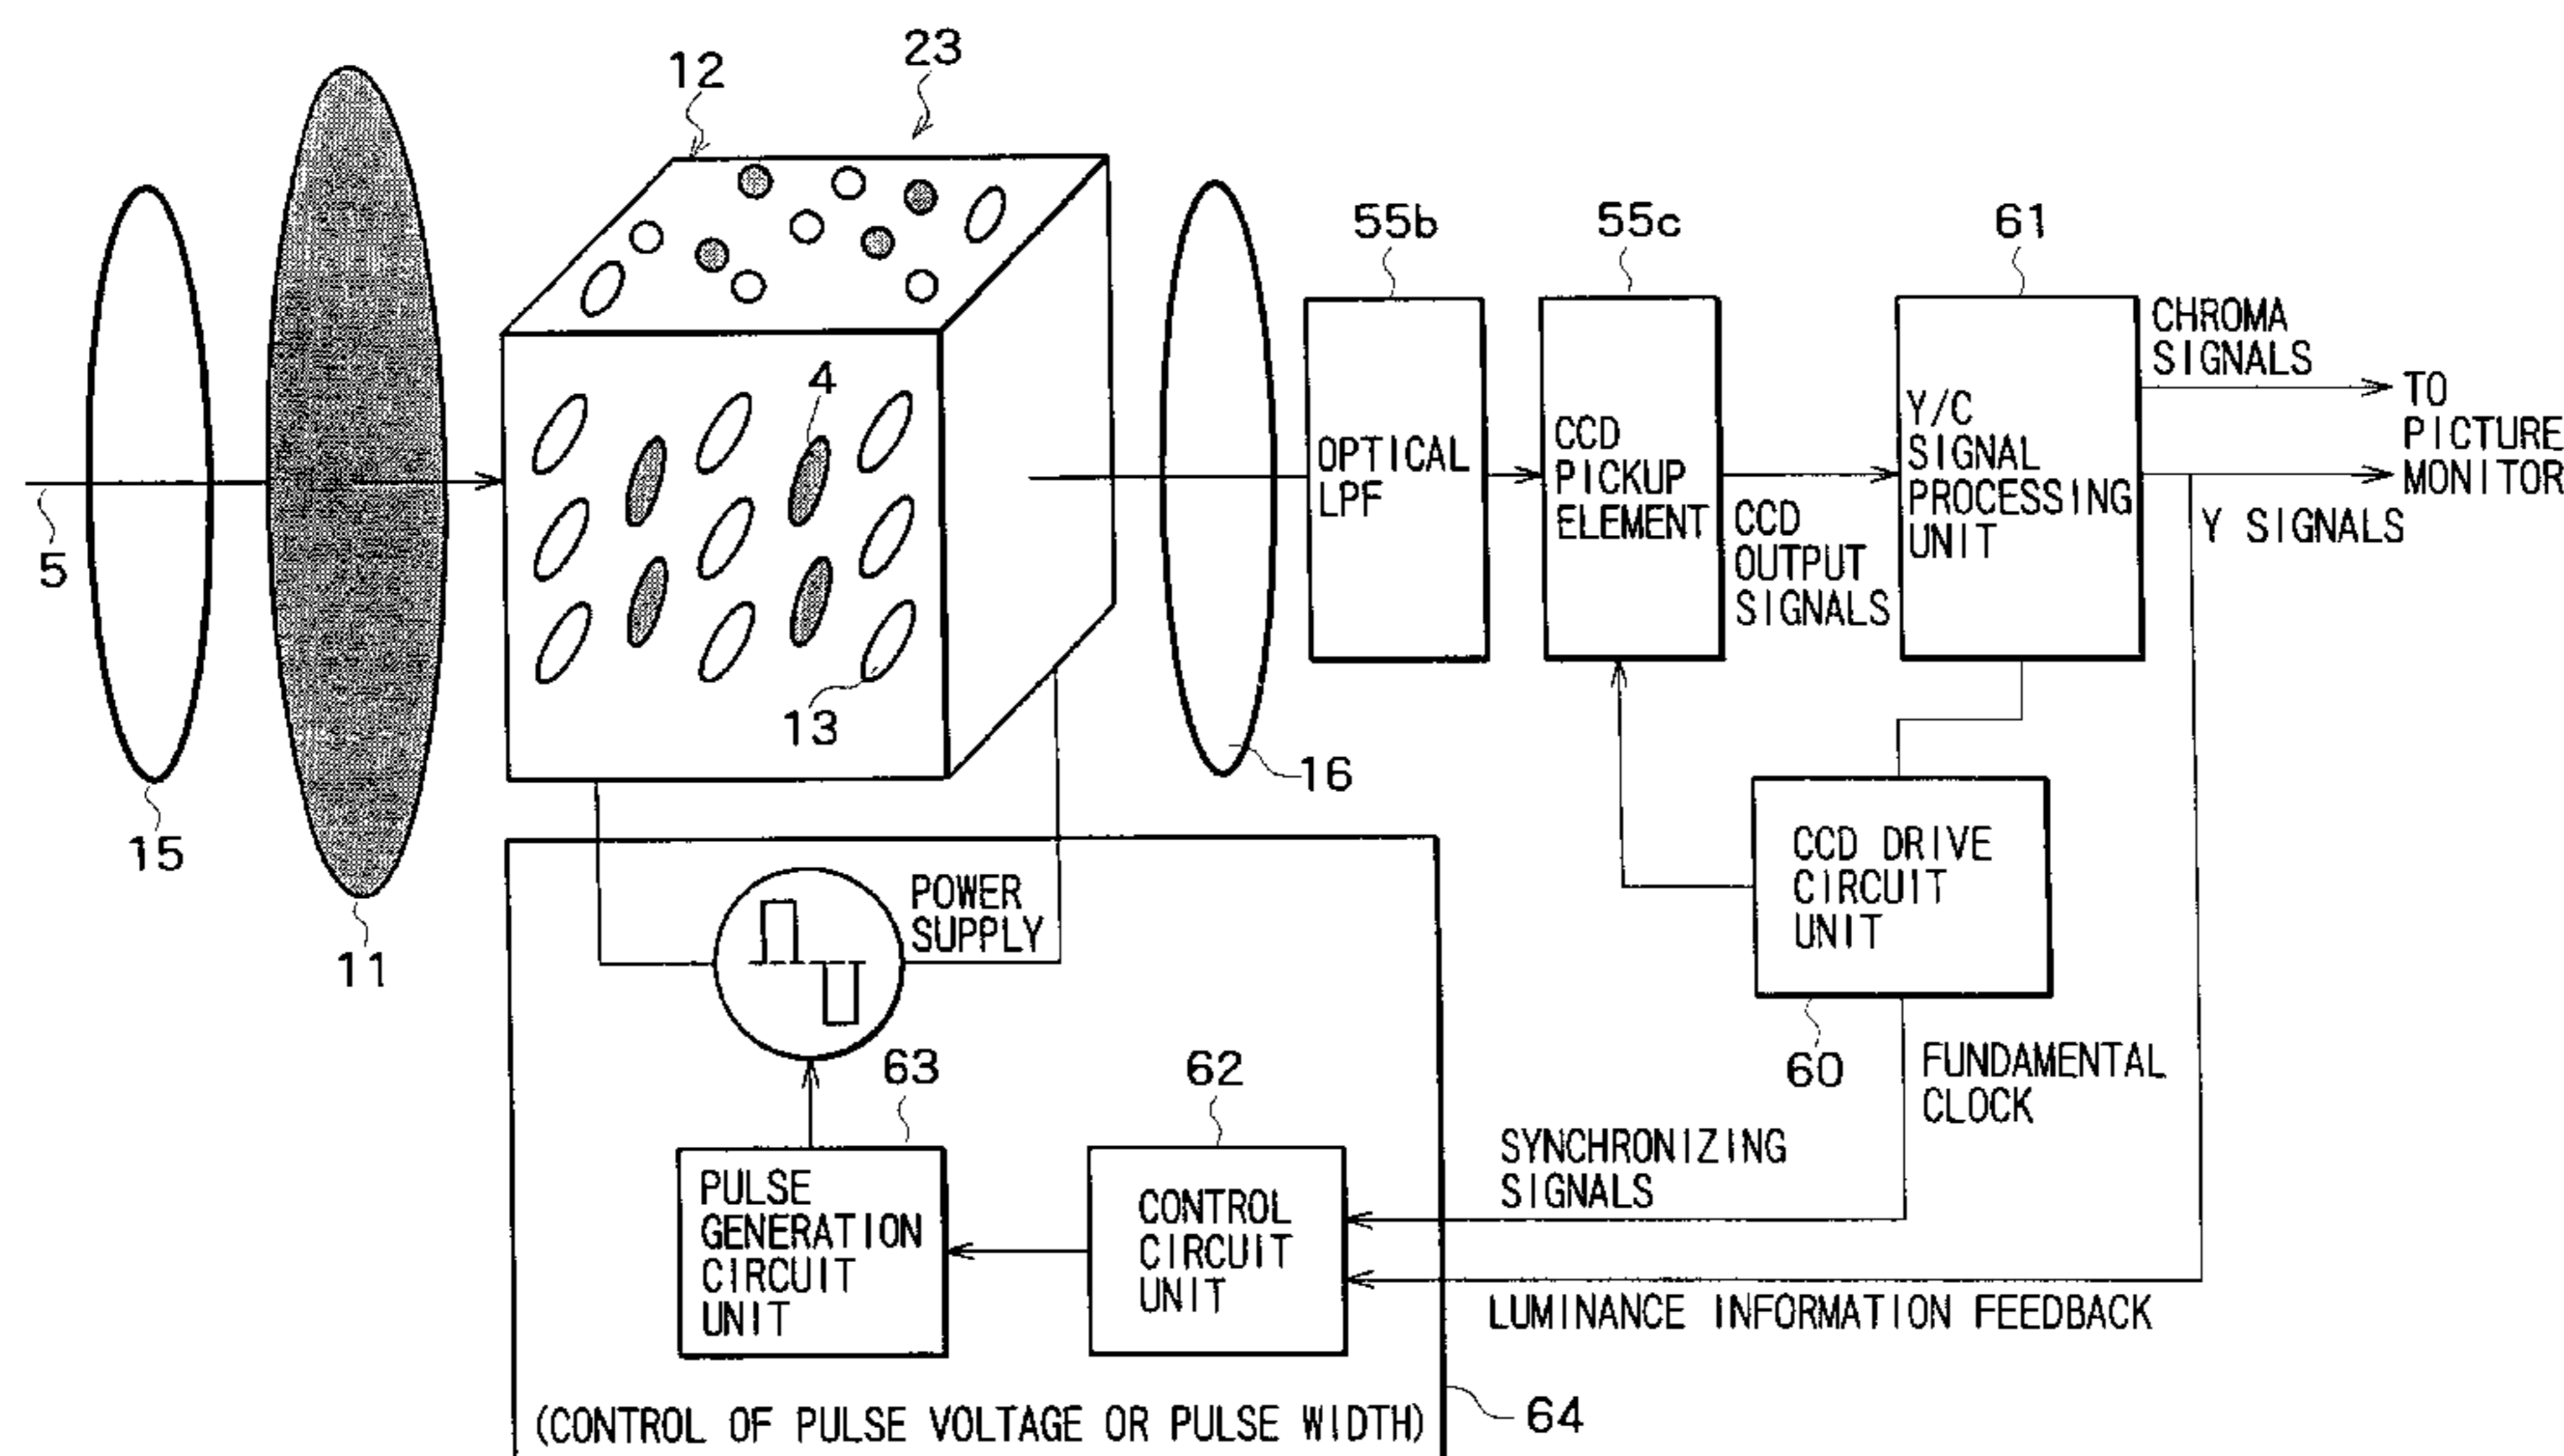 23
12
55b
55c
61
CHROMA
SIGNALS
TO
PICTURE
MONITOR
4
OPTICAL
LPF
CCD
PICKUP
ELEMENT
CCD
OUTPUT
SIGNALS
Y/C
SIGNAL
PROCESSING
UNIT
Y SIGNALS
5
13
16
15
11
POWER
SUPPLY
CCD DRIVE
CIRCUIT
UNIT
63
62
60
FUNDAMENTAL
CLOCK
SYNCHRONIZING
SIGNALS
PULSE
GENERATION
CIRCUIT
UNIT
CONTROL
CIRCUIT
UNIT
LUMINANCE INFORMATION FEEDBACK
(CONTROL OF PULSE VOLTAGE OR PULSE WIDTH)
64